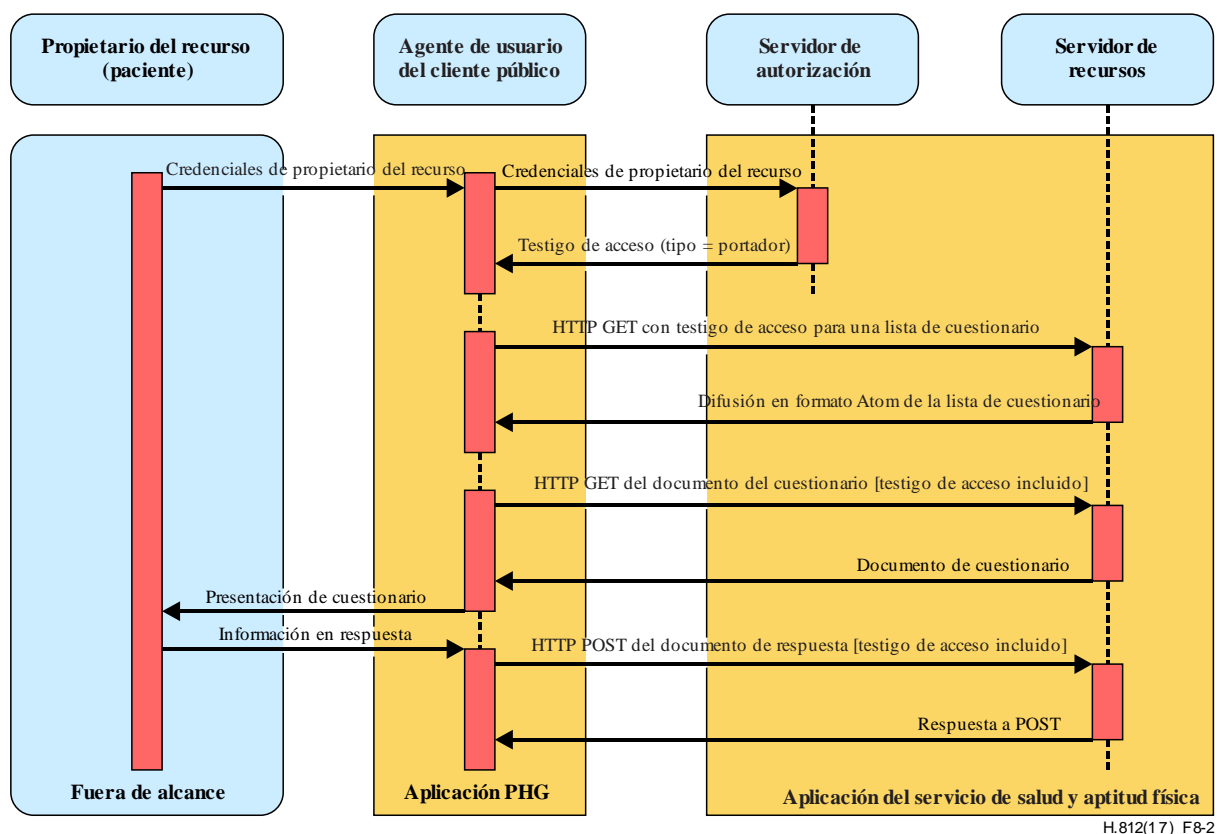 Propietario del recurso
(paciente)
Agente de usuario
del cliente público
Servidor de
autorización
Servidor de
recursos
Credenciales de propietario del recurso
Credenciales de propietario del recurso
Testigo de acceso (tipo = portador)
HTTP GET con testigo de acceso para una lista de cuestionario
Difusión en formato Atom de la lista de cuestionario
HTTP GET del documento del cuestionario [testigo de acceso incluido]
Documento de cuestionario
Presentación de cuestionario
Información en respuesta
HTTP POST del documento de respuesta [testigo de acceso incluido]
Respuesta a POST
Fuera de alcance
Aplicación PHG
Aplicación del servicio de salud y aptitud física
H.812(17)_F8-2